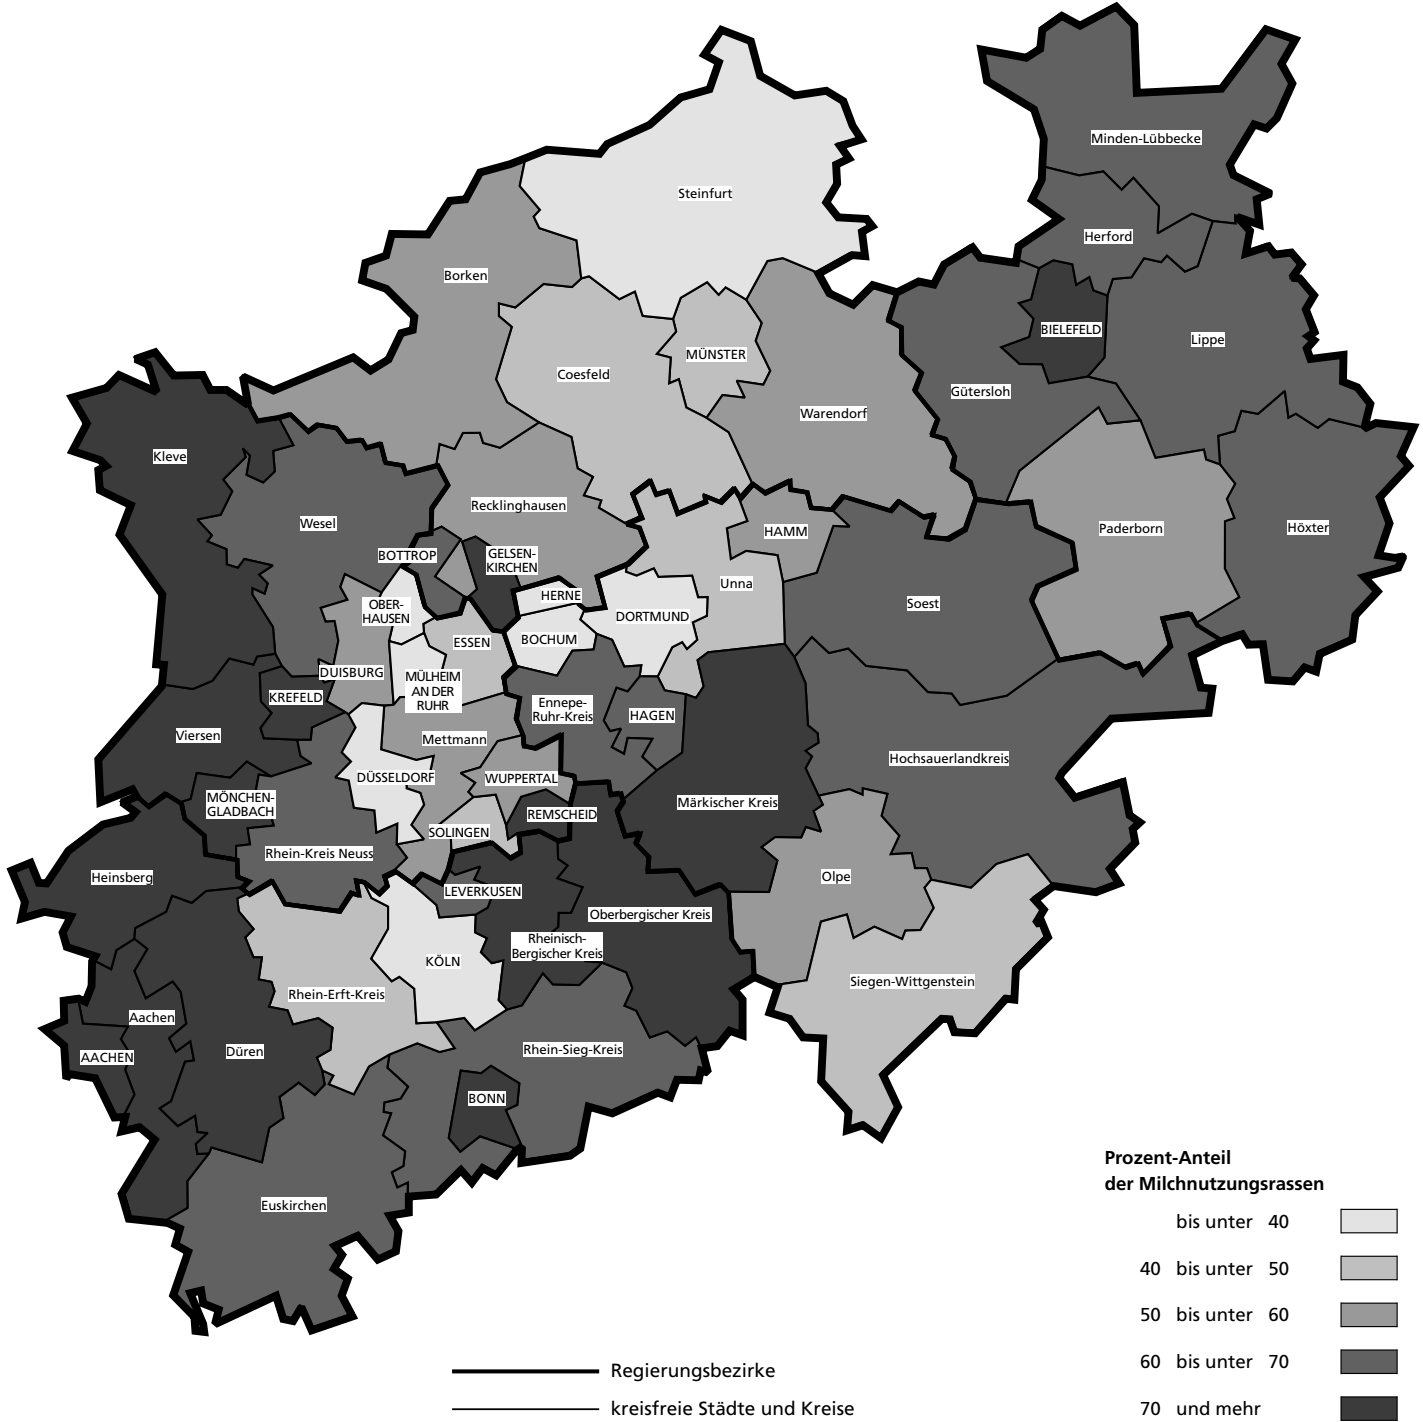 Minden-Lübbecke
Steinfurt
Herford
Borken
BIELEFELD
Lippe
MÜNSTER
Coesfeld
Gütersloh
Warendorf
Kleve
Recklinghausen
Wesel
HAMM
Paderborn
Höxter
BOTTROP
GELSEN-
KIRCHEN
Unna
HERNE
Soest
OBER-
HAUSEN
DORTMUND
ESSEN
BOCHUM
DUISBURG
MÜLHEIM
AN DER
RUHR
KREFELD
Ennepe-
Ruhr-Kreis
HAGEN
Viersen
Mettmann
Hochsauerlandkreis
DÜSSELDORF
WUPPERTAL
MÖNCHEN-
GLADBACH
Märkischer Kreis
REMSCHEID
SOLINGEN
Rhein-Kreis Neuss
Heinsberg
Olpe
LEVERKUSEN
Oberbergischer Kreis
Rheinisch-
Bergischer Kreis
KÖLN
Siegen-Wittgenstein
Rhein-Erft-Kreis
Aachen
Düren
Rhein-Sieg-Kreis
AACHEN
BONN
Euskirchen
Prozent-Anteil
der Milchnutzungsrassen
bis unter 40
40 bis unter 50
50 bis unter 60
60 bis unter 70
70 und mehr
Regierungsbezirke
kreisfreie Städte und Kreise